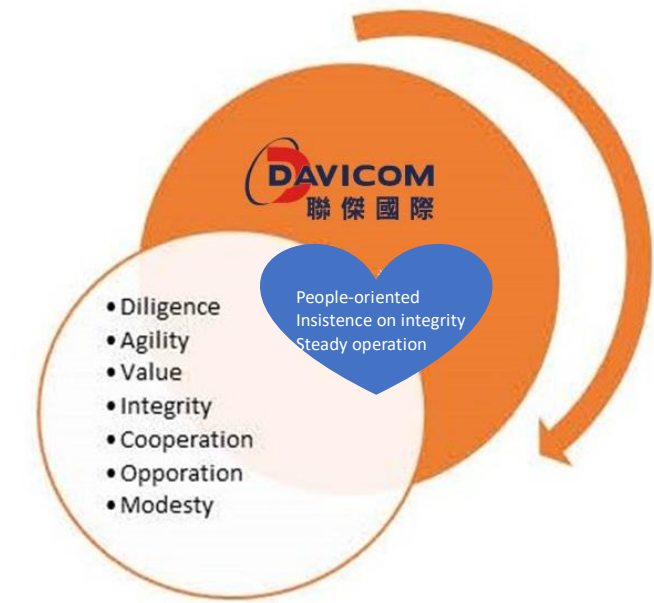 DAVICOM
聯傑國際
People-oriented
Insistence on integrity
Steady operation
• Diligence
• Agility
• Value
• Integrity
• Cooperation
• Opporation
• Modesty